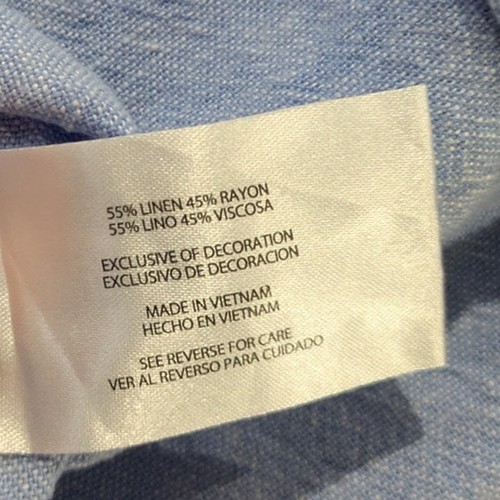 55% LINEN 45% RAYON
55% LINO 45% VISCOSA
EXCLUSIVE OF DECORATION
EXCLUSIVO DE DECORACION
MADE IN VIETNAM
HECHO EN VIETNAM
SEE REVERSE FOR CARE
VER AL REVERSO PARA CUIDADO